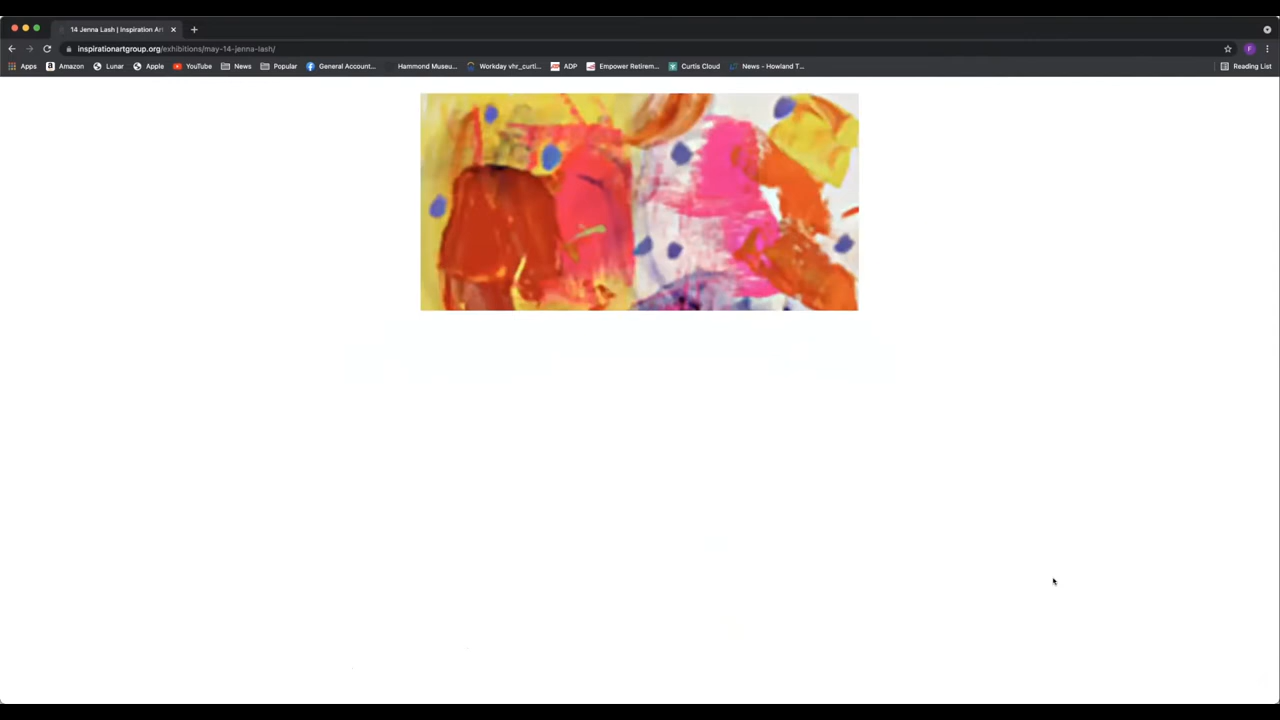 14 Jenna Lash | Inspiration Art
inspirationartgroup.org/exhibitions/may-14-jenna-lash/
F
Apps Amazon Lunar Apple YouTube News Popular General Account... Hammond Museu... Workday vhr_curti... ADP Empower Retirem... Curtis Cloud News - Howland T... Reading List